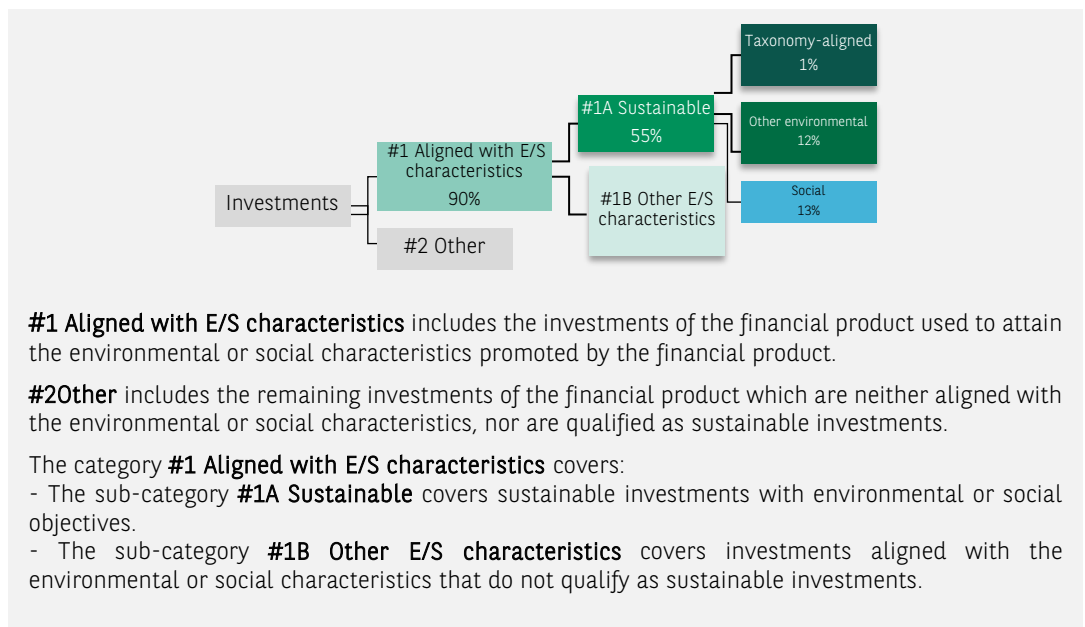 Taxonomy-aligned
1%
#1A Sustainable
55%
Other environmental
12%
#1 Aligned with E/S
characteristics
90%
Social
13%
Investments
#1B Other E/S
characteristics
#2 Other
#1 Aligned with E/S characteristics includes the investments of the financial product used to attain
the environmental or social characteristics promoted by the financial product.
#2Other includes the remaining investments of the financial product which are neither aligned with
the environmental or social characteristics, nor are qualified as sustainable investments.
The category #1 Aligned with E/S characteristics covers:
- The sub-category #1A Sustainable covers sustainable investments with environmental or social
objectives.
- The sub-category #1B Other E/S characteristics covers investments aligned with the
environmental or social characteristics that do not qualify as sustainable investments.